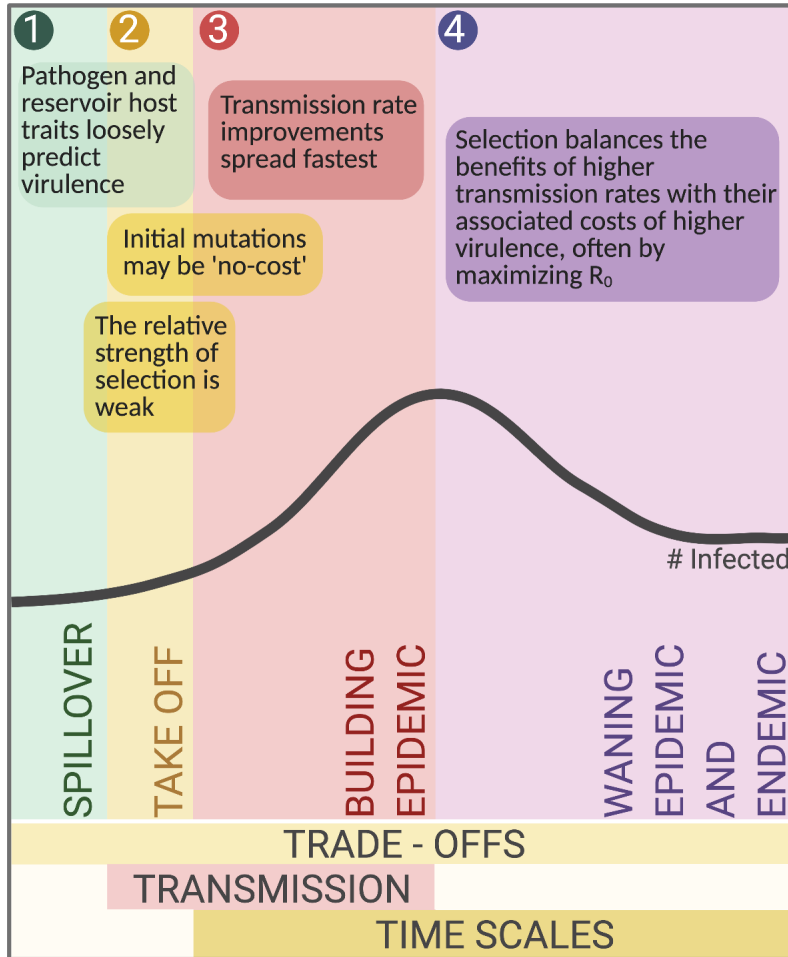 1
2
3
4
Pathogen and
reservoir host
traits loosely
predict
virulence
Transmission rate
improvements
spread fastest
Selection balances the
benefits of higher
transmission rates with their
associated costs of higher
virulence, often by
maximizing R₀
Initial mutations
may be 'no-cost'
The relative
strength of
selection is
weak
# Infected
SPILLOVER
TAKE OFF
BUILDING
EPIDEMIC
WANING
EPIDEMIC
AND
ENDEMIC
TRADE - OFFS
TRANSMISSION
TIME SCALES